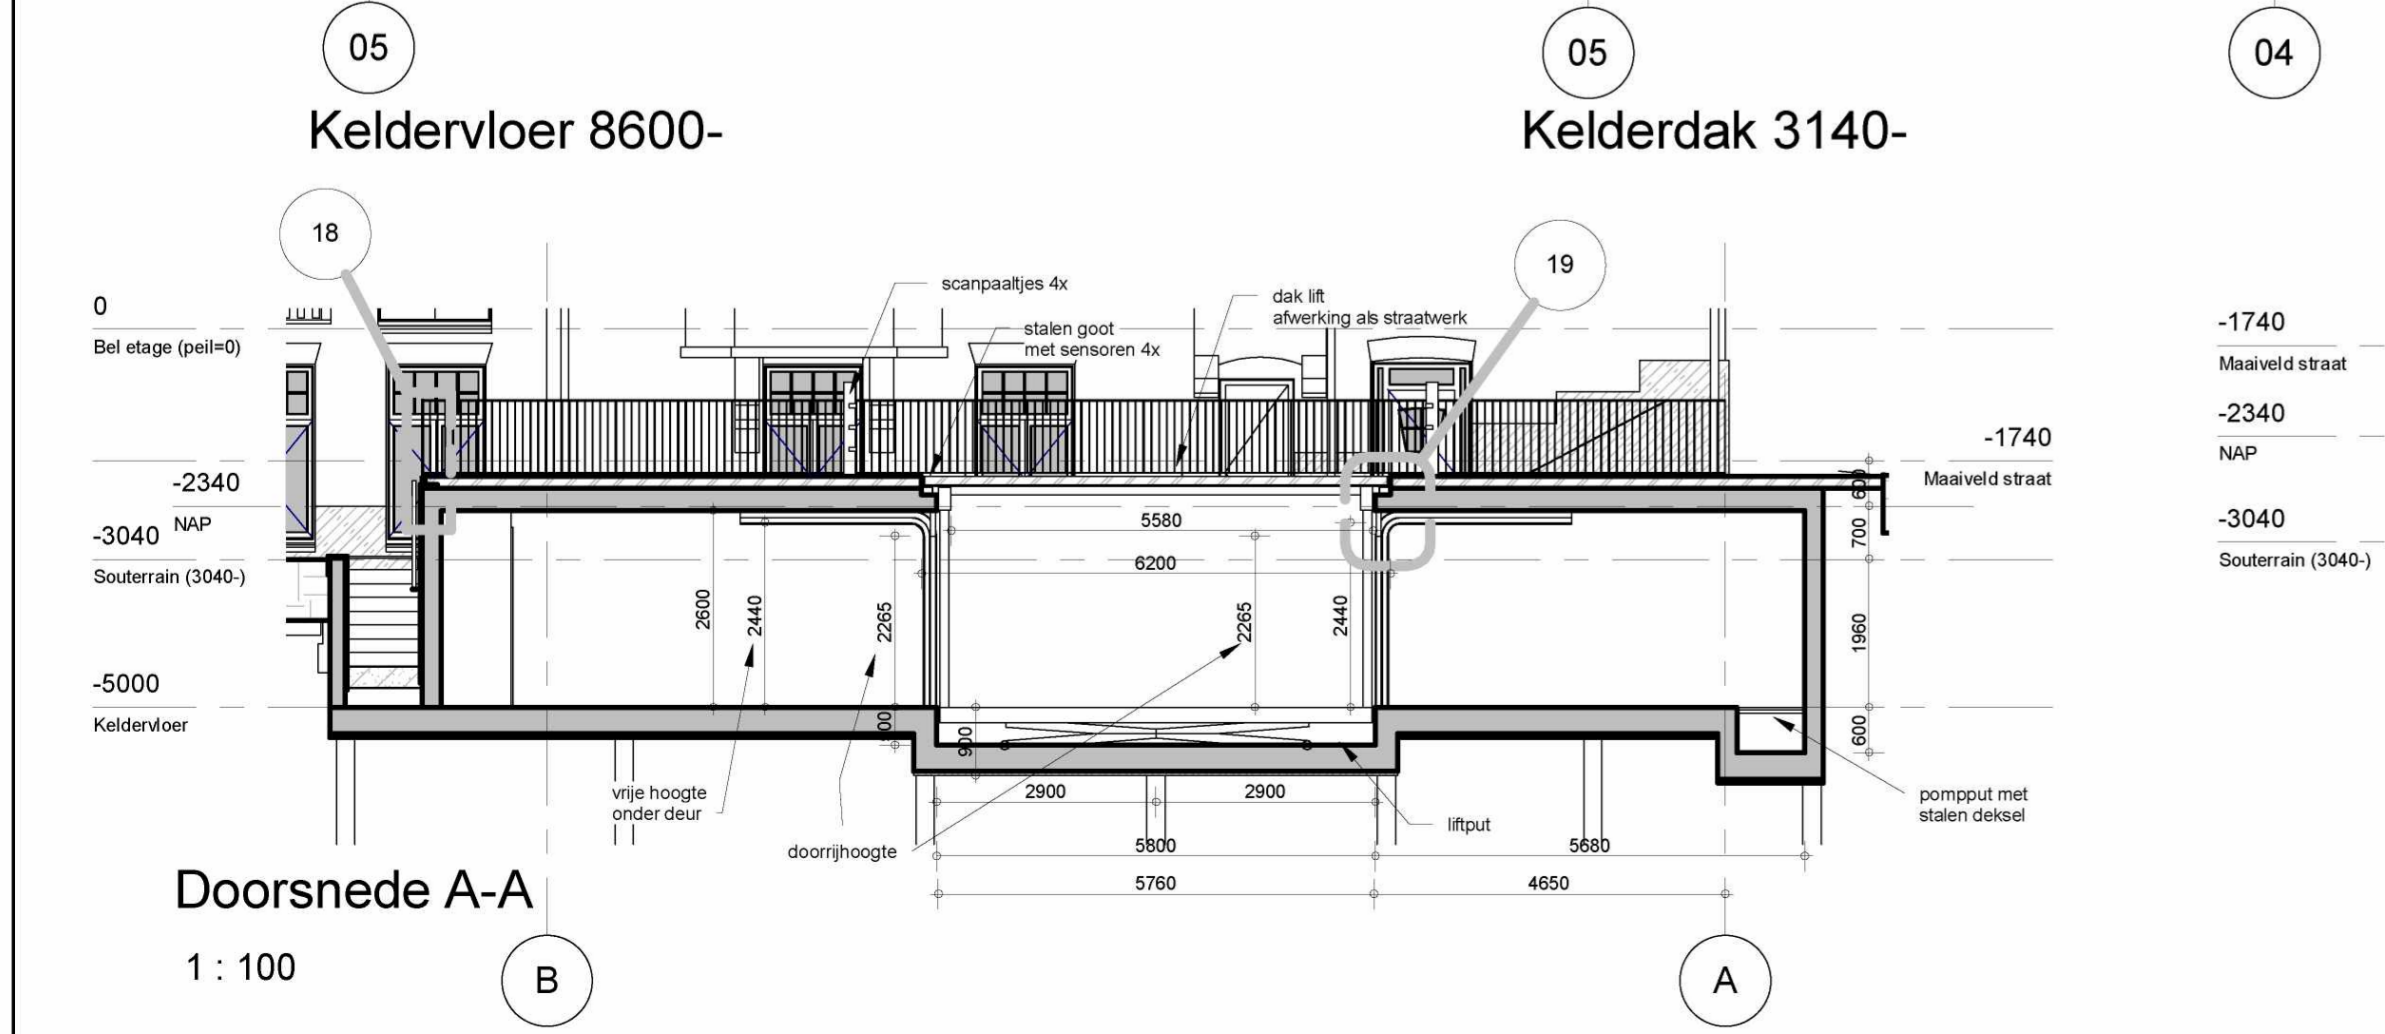 05
05
04
Keldervloer 8600-
Kelderdak 3140-
18
19
scanpaaltjes 4x
0
dak lift
Bel etage (peil=0)
stalen goot
afwerking als straatwerk
met sensoren 4x
-1740
Maaiveld straat
-2340
NAP
-1740
Maaiveld straat
-2340
NAP
600
-3040
Souterrain (3040-)
-3040
Souterrain (3040-)
5580
700
6200
2600
2440
2265
2265
2440
1960
-5000
Keldervloer
900
600
vrije hoogte
onder deur
2900
2900
pompput met
stalen deksel
liftput
doorrijhoogte
5800
5680
Doorsnede A-A
5760
4650
1 : 100
B
A